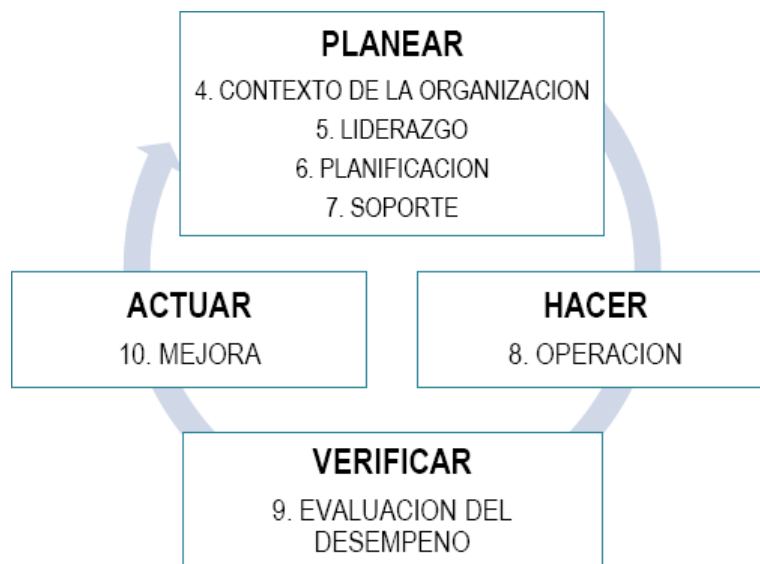 PLANEAR
4. CONTEXTO DE LA ORGANIZACION
5. LIDERAZGO
6. PLANIFICACION
7. SOPORTE
ACTUAR
10. MEJORA
HACER
8. OPERACION
VERIFICAR
9. EVALUACION DEL
DESEMPENO